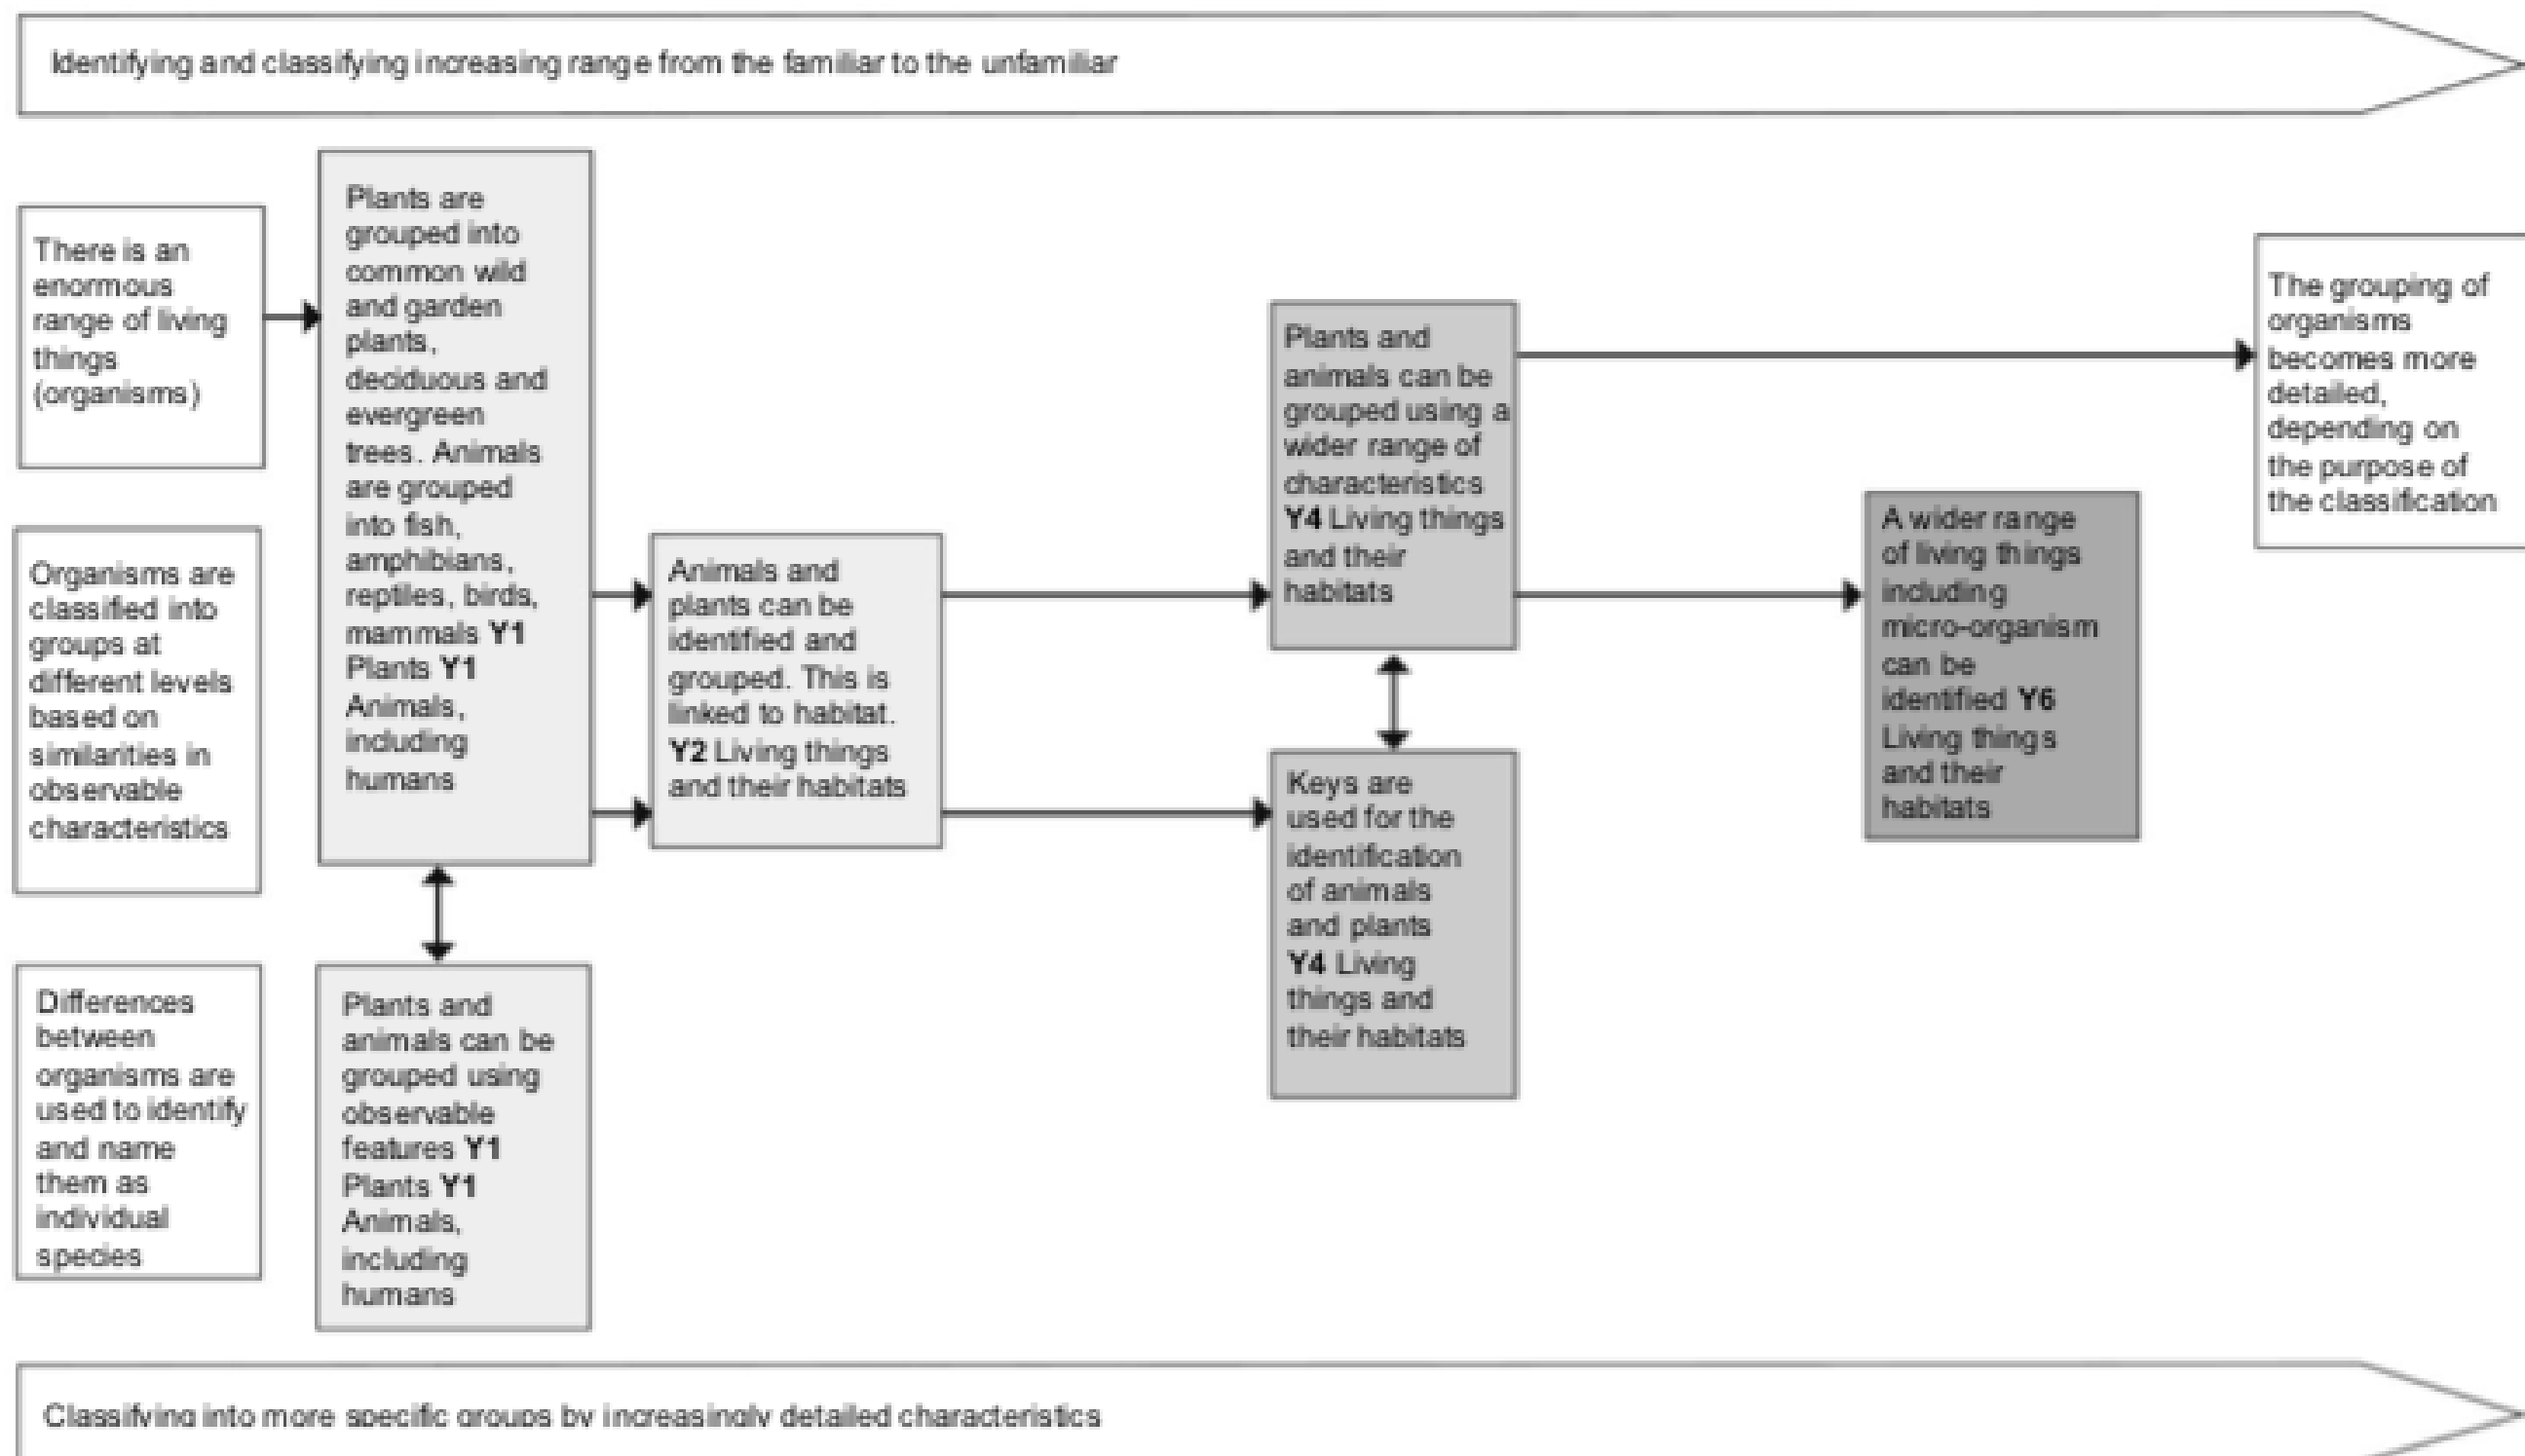 Identifying and classifying increasing range from the familiar to the unfamiliar
There is an
enormous
range of living
things
(organisms)
Organisms are
classified into
groups at
different levels
based on
similarities in
observable
characteristics
Differences
between
organisms are
used to identify
and name
them as
individual
species
Plants are
grouped into
common wild
and garden
plants,
deciduous and
evergreen
trees. Animals
are grouped
into fish,
amphibians,
reptiles, birds,
mammals Y1
Plants Y1
Animals,
including
humans
Plants and
animals can be
grouped using
observable
features Y1
Plants Y1
Animals,
including
humans
Animals and
plants can be
identified and
grouped. This is
linked to habitat.
Y2 Living things
and their habitats
Plants and
animals can be
grouped using a
wider range of
characteristics
Y4 Living things
and their
habitats
Keys are
used for the
identification
of animals
and plants
Y4 Living
things and
their habitats
A wider range
of living things
including
micro-organism
can be
identified Y6
Living things
and their
habitats
The grouping of
organisms
becomes more
detailed,
depending on
the purpose of
the classification
Classifying into more specific groups by increasingly detailed characteristics